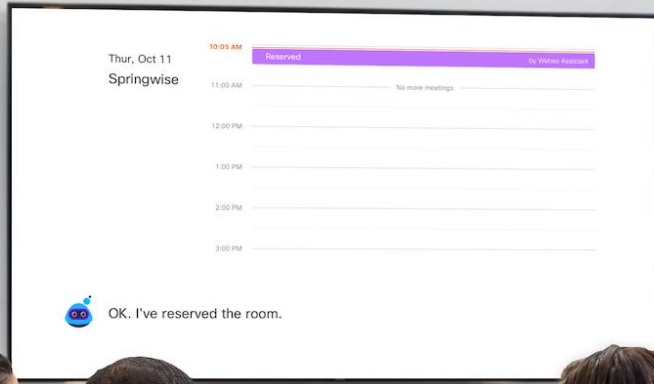 Thur, Oct 11
Springwise
10:05 AM
Reserved
by Webex Assistant
11:00 AM
No more meetings
12:00 PM
1:00 PM
2:00 PM
3:00 PM
OK. I've reserved the room.